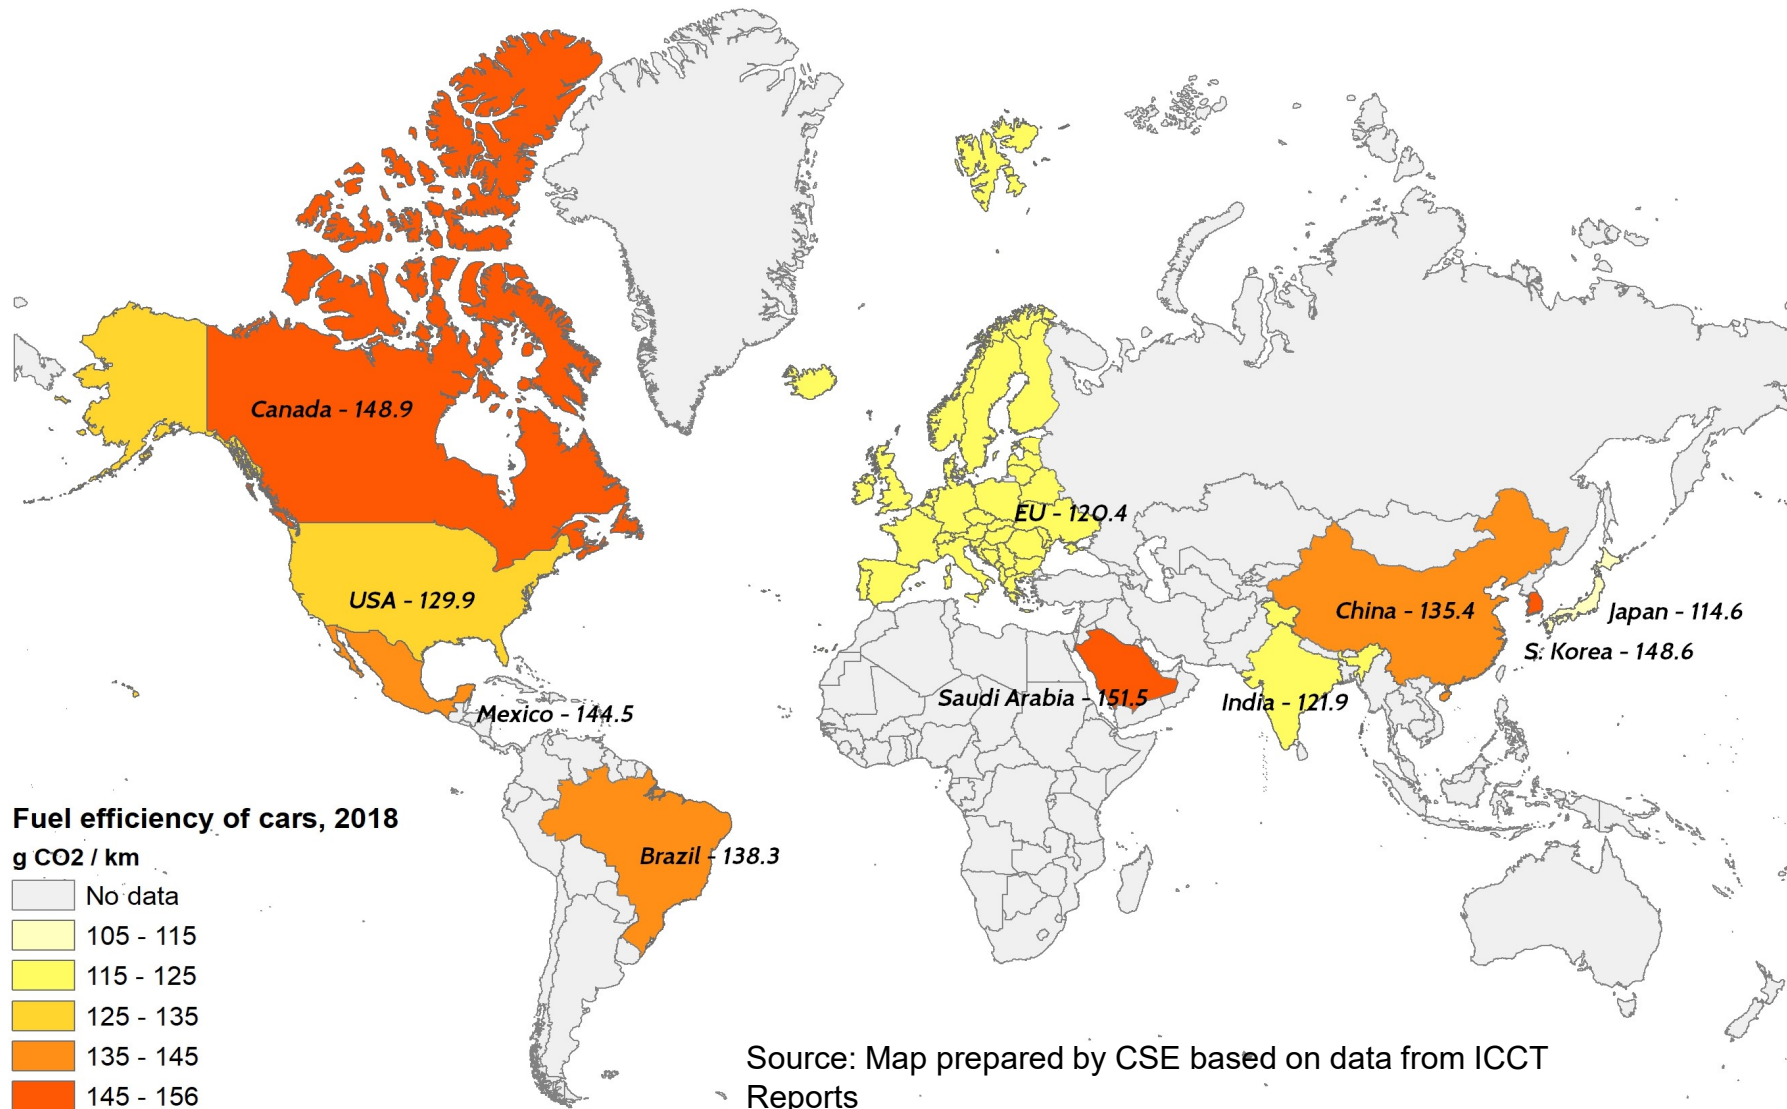 Canada - 148.9
EU - 120.4
USA - 129.9
China - 135.4
Japan - 114.6
S. Korea - 148.6
Saudi Arabia - 151.5
India - 121.9
Mexico - 144.5
Brazil - 138.3
Fuel efficiency of cars, 2018
g CO2 / km
No data
105 - 115
115 - 125
125 - 135
135 - 145
145 - 156
Source: Map prepared by CSE based on data from ICCT
Reports